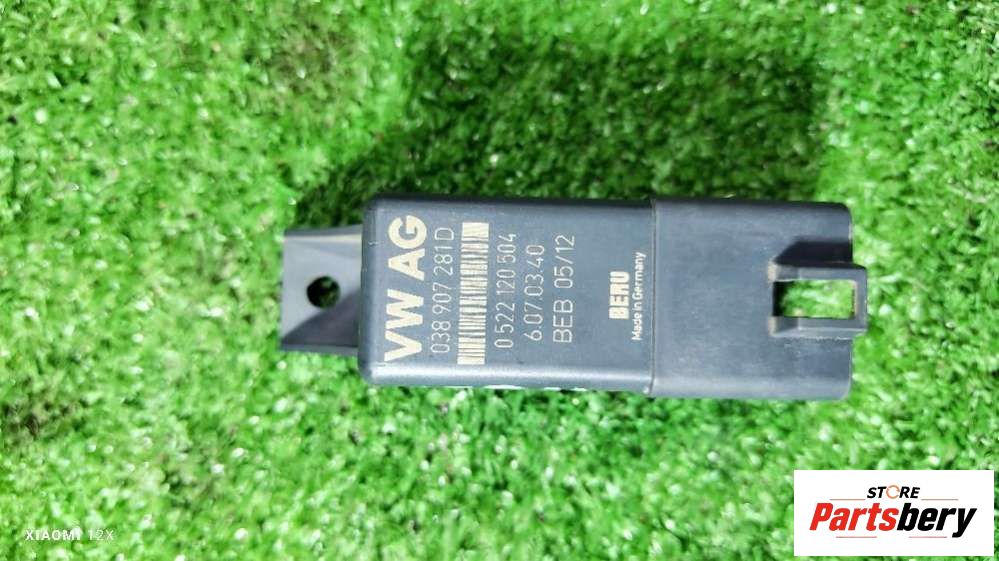 VW AG
038 907 281D
0 522 120 504
6.07.03.40
BEB 05/12
BERU
Made in Germany
STORE
Partsbery
XIAOMI 12X